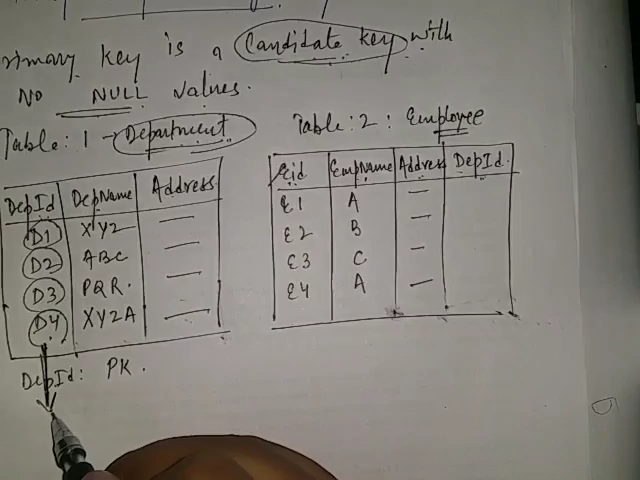 Primary Key is a Candidate Key with
No NULL values.
Table: 1 → Department
DepId DepName Address
D1 XYZ —
D2 ABC —
D3 PQR. —
D4 XYZA —
DepId: PK.
Table: 2 : Employee
Eid EmpName Address DepId.
E1 A —
E2 B —
E3 C —
E4 A —